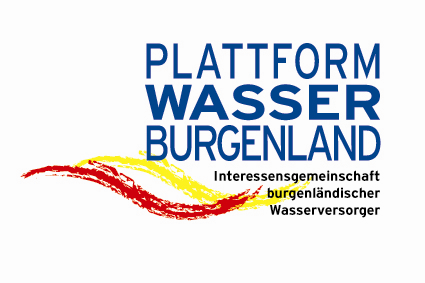 PLATTFORM
WASSER
BURGENLAND
Interessensgemeinschaft
burgenländischer
Wasserversorger